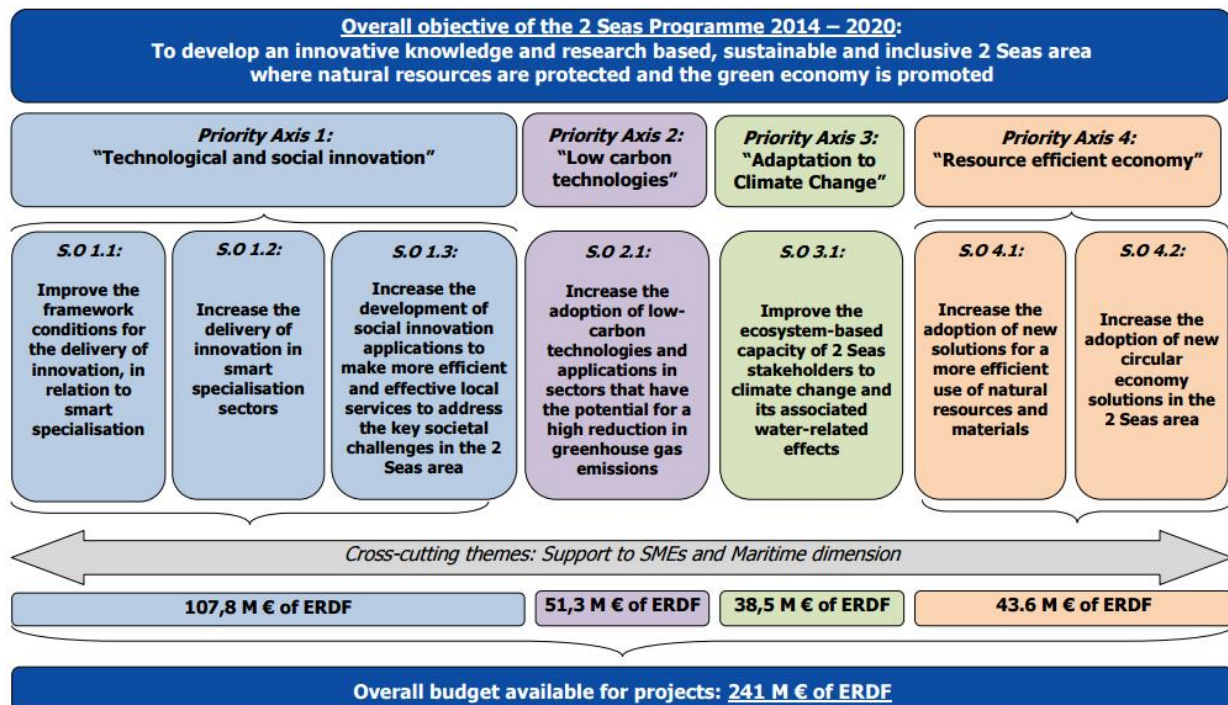 Overall objective of the 2 Seas Programme 2014 – 2020:
To develop an innovative knowledge and research based, sustainable and inclusive 2 Seas area
where natural resources are protected and the green economy is promoted
Priority Axis 1:
“Technological and social innovation”
Priority Axis 2:
“Low carbon
technologies”
Priority Axis 3:
“Adaptation to
Climate Change”
Priority Axis 4:
“Resource efficient economy”
S.O 1.1:
Improve the
framework
conditions for
the delivery of
innovation, in
relation to
smart
specialisation
S.O 1.2:
Increase the
delivery of
innovation in
smart
specialisation
sectors
S.O 1.3:
Increase the
development of
social innovation
applications to
make more efficient
and effective local
services to address
the key societal
challenges in the 2
Seas area
S.O 2.1:
Increase the
adoption of low-
carbon
technologies and
applications in
sectors that have
the potential for a
high reduction in
greenhouse gas
emissions
S.O 3.1:
Improve the
ecosystem-based
capacity of 2 Seas
stakeholders to
climate change and
its associated
water-related
effects
S.O 4.1:
Increase the
adoption of new
solutions for a
more efficient
use of natural
resources and
materials
S.O 4.2:
Increase the
adoption of new
circular
economy
solutions in the
2 Seas area
Cross-cutting themes: Support to SMEs and Maritime dimension
107,8 M € of ERDF
51,3 M € of ERDF
38,5 M € of ERDF
43.6 M € of ERDF
Overall budget available for projects: 241 M € of ERDF